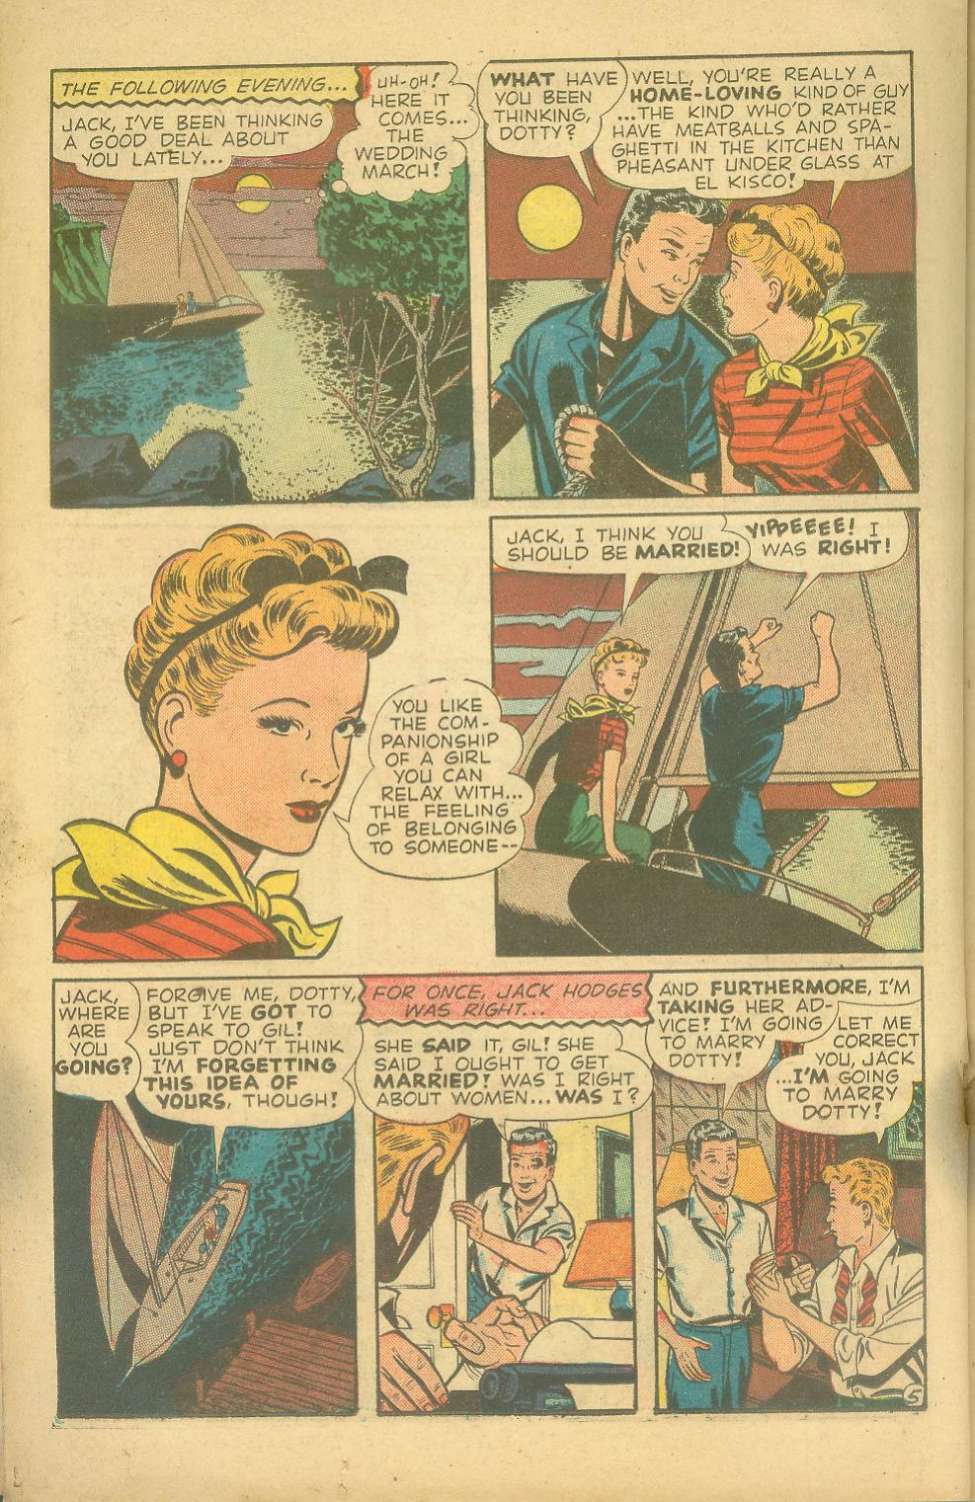 THE FOLLOWING EVENING...
JACK, I'VE BEEN THINKING
A GOOD DEAL ABOUT
YOU LATELY...
UH-OH!
HERE IT
COMES...
THE
WEDDING
MARCH!
WHAT HAVE
YOU BEEN
THINKING,
DOTTY?
WELL, YOU'RE REALLY A
HOME-LOVING KIND OF GUY
...THE KIND WHO'D RATHER
HAVE MEATBALLS AND SPA-
GHETTI IN THE KITCHEN THAN
PHEASANT UNDER GLASS AT
EL KISCO!
YOU LIKE
THE COM-
PANIONSHIP
OF A GIRL
YOU CAN
RELAX WITH...
THE FEELING
OF BELONGING
TO SOMEONE--
JACK, I THINK YOU
SHOULD BE MARRIED!
YIPPEEEE! I
WAS RIGHT!
JACK,
WHERE
ARE
YOU
GOING?
FORGIVE ME, DOTTY,
BUT I'VE GOT TO
SPEAK TO GIL!
JUST DON'T THINK
I'M FORGETTING
THIS IDEA OF
YOURS, THOUGH!
FOR ONCE, JACK HODGES
WAS RIGHT...
SHE SAID IT, GIL! SHE
SAID I OUGHT TO GET
MARRIED! WAS I RIGHT
ABOUT WOMEN... WAS I?
AND FURTHERMORE, I'M
TAKING HER AD-
VICE! I'M GOING
TO MARRY
DOTTY!
LET ME
CORRECT
YOU, JACK
...I'M GOING
TO MARRY
DOTTY!
5